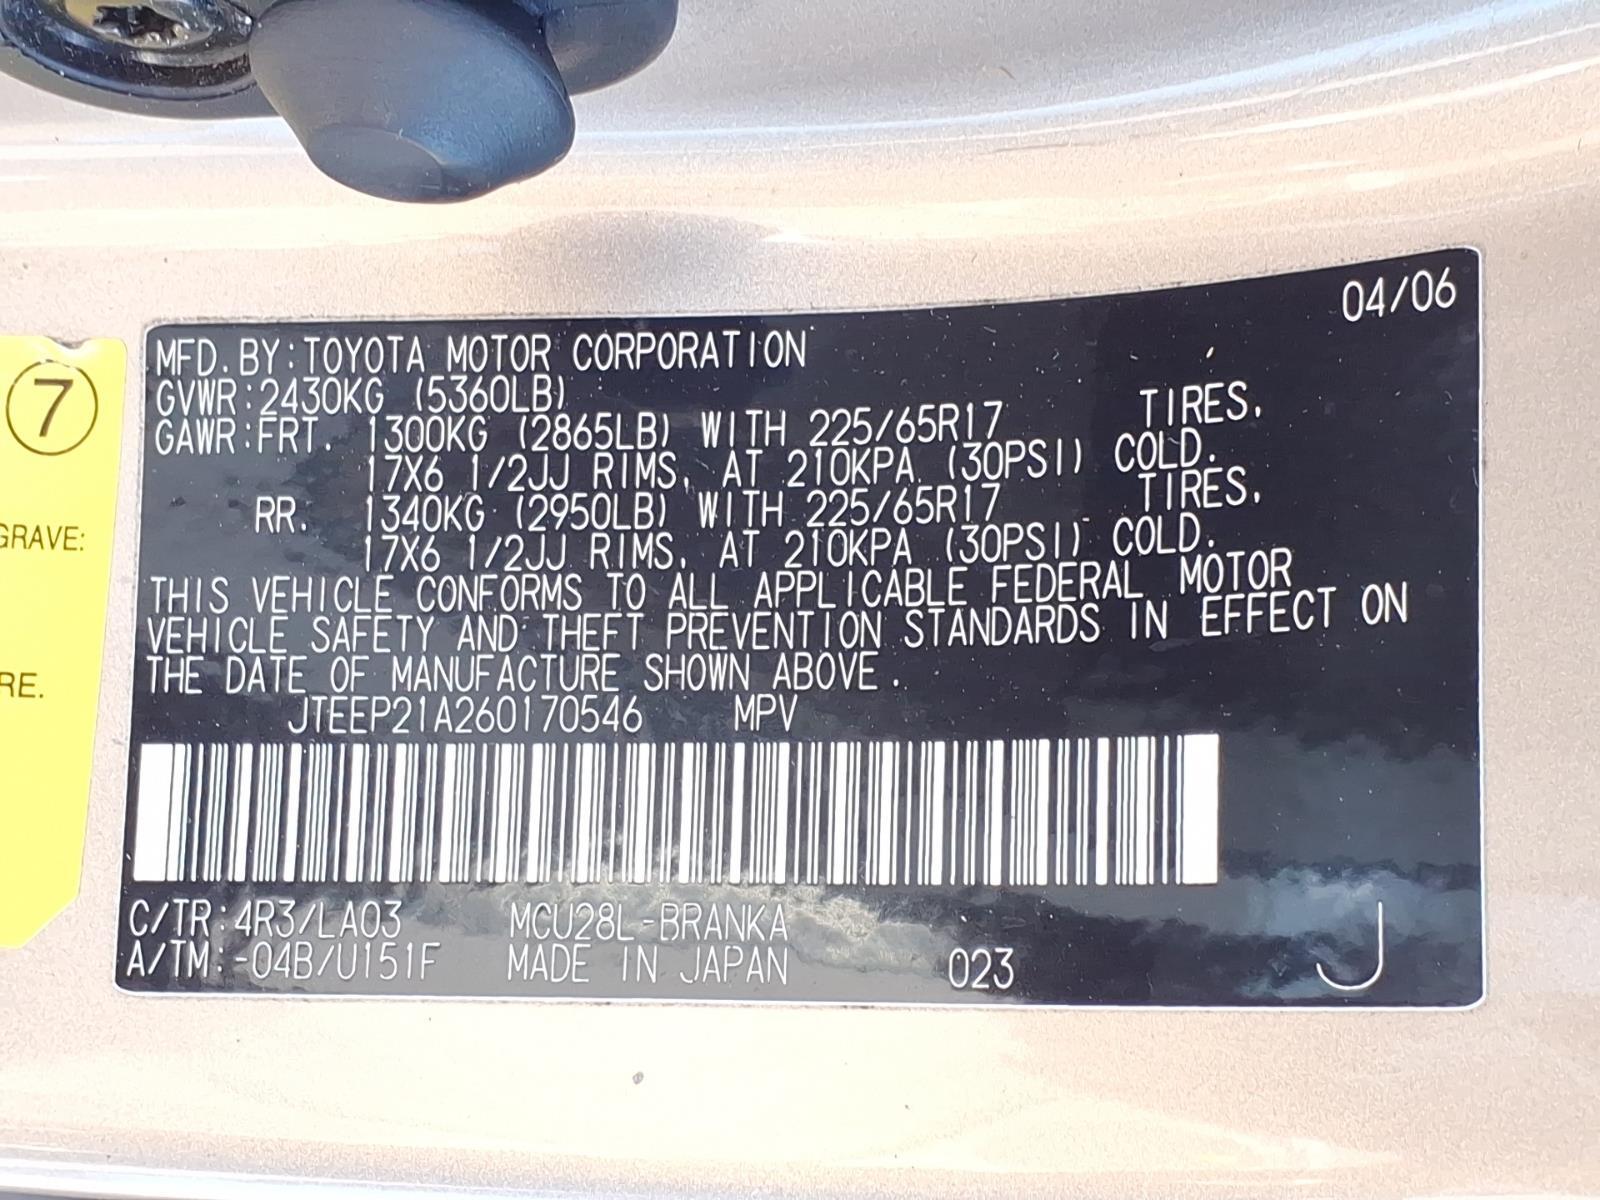 04/06
MFD. BY: TOYOTA MOTOR CORPORATION
GVWR: 2430KG (5360LB)
GAWR: FRT. 1300KG (2865LB) WITH 225/65R17 TIRES,
17X6 1/2JJ RIMS, AT 210KPA (30PSI) COLD.
RR. 1340KG (2950LB) WITH 225/65R17 TIRES,
17X6 1/2JJ RIMS, AT 210KPA (30PSI) COLD.
THIS VEHICLE CONFORMS TO ALL APPLICABLE FEDERAL MOTOR
VEHICLE SAFETY AND THEFT PREVENTION STANDARDS IN EFFECT ON
THE DATE OF MANUFACTURE SHOWN ABOVE.
JTEEP21A260170546 MPV
C/TR: 4R3/LA03 MCU28L-BRANKA
A/TM: -04B/U151F MADE IN JAPAN 023 J
7
GRAVE:
RE.